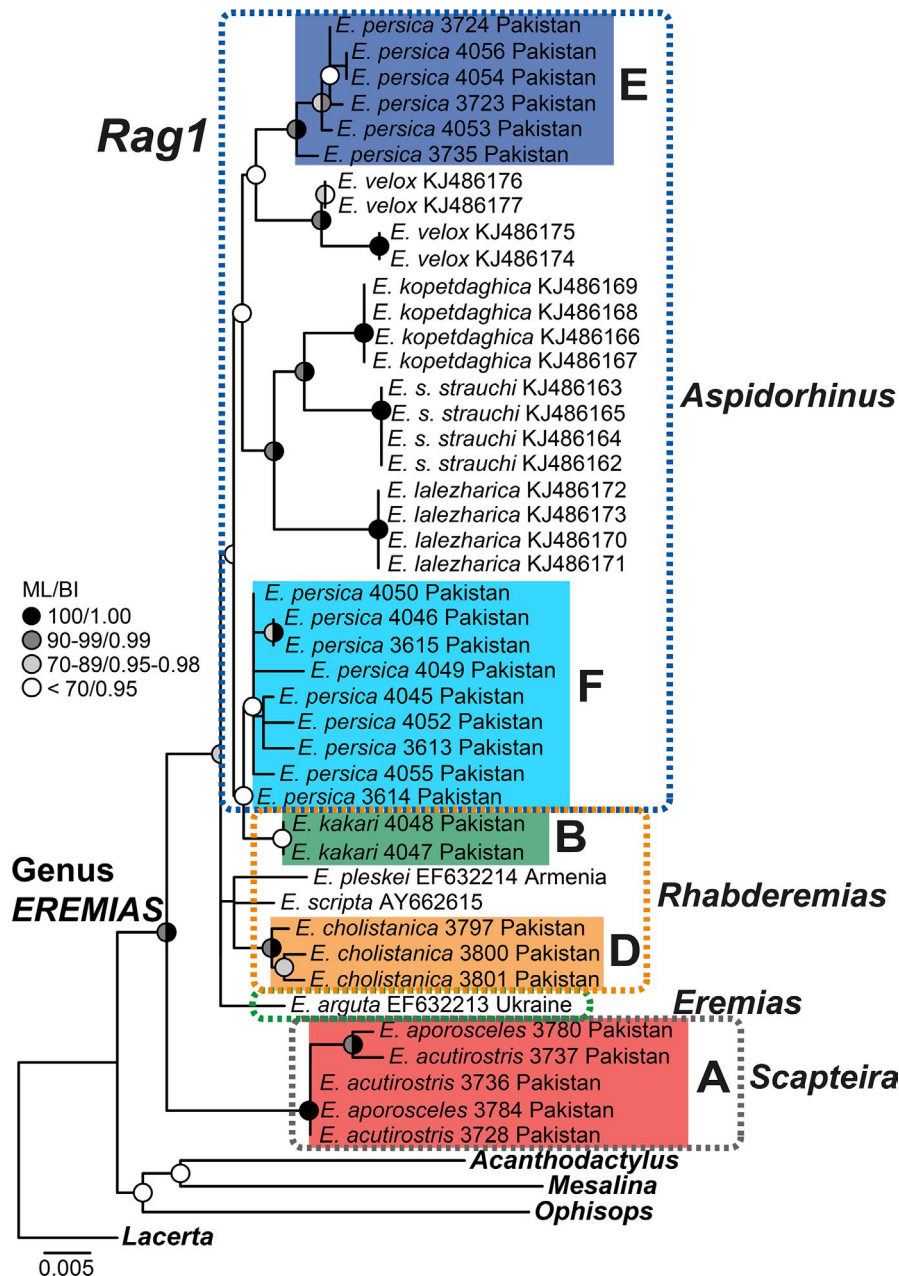 E. persica 3724 Pakistan
E. persica 4056 Pakistan
E. persica 4054 Pakistan
E
E. persica 3723 Pakistan
Rag1
E. persica 4053 Pakistan
E. persica 3735 Pakistan
E. velox KJ486176
E. velox KJ486177
E. velox KJ486175
E. velox KJ486174
E. kopetdaghica KJ486169
E. kopetdaghica KJ486168
E. kopetdaghica KJ486166
E. kopetdaghica KJ486167
E. s. strauchi KJ486163
Aspidorhinus
E. s. strauchi KJ486165
E. s. strauchi KJ486164
E. s. strauchi KJ486162
E. lalezharica KJ486172
E. lalezharica KJ486173
E. lalezharica KJ486170
E. lalezharica KJ486171
ML/BI
100/1.00
90-99/0.99
70-89/0.95-0.98
< 70/0.95
E. persica 4050 Pakistan
E. persica 4046 Pakistan
E. persica 3615 Pakistan
E. persica 4049 Pakistan
F
E. persica 4045 Pakistan
E. persica 4052 Pakistan
E. persica 3613 Pakistan
E. persica 4055 Pakistan
E. persica 3614 Pakistan
E. kakari 4048 Pakistan
B
E. kakari 4047 Pakistan
Genus
EREMIAS
E. pleskei EF632214 Armenia
Rhabderemias
E. scripta AY662615
E. cholistanica 3797 Pakistan
E. cholistanica 3800 Pakistan
D
E. cholistanica 3801 Pakistan
E. arguta EF632213 Ukraine
Eremias
E. aporosceles 3780 Pakistan
E. acutirostris 3737 Pakistan
E. acutirostris 3736 Pakistan
A
Scapteira
E. aporosceles 3784 Pakistan
E. acutirostris 3728 Pakistan
Acanthodactylus
Mesalina
Ophisops
Lacerta
0.005